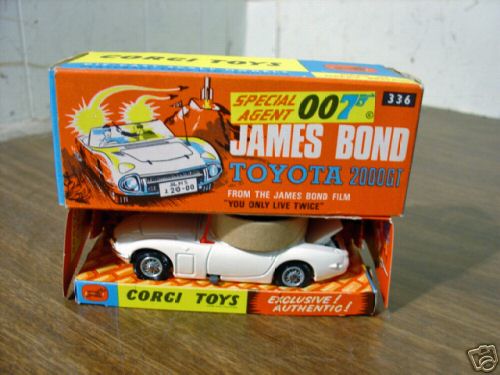 CORGI TOYS
SPECIAL AGENT 007 ®
336
JAMES BOND
TOYOTA 2000GT
FROM THE JAMES BOND FILM
"YOU ONLY LIVE TWICE"
CORGI TOYS
EXCLUSIVE!
AUTHENTIC!